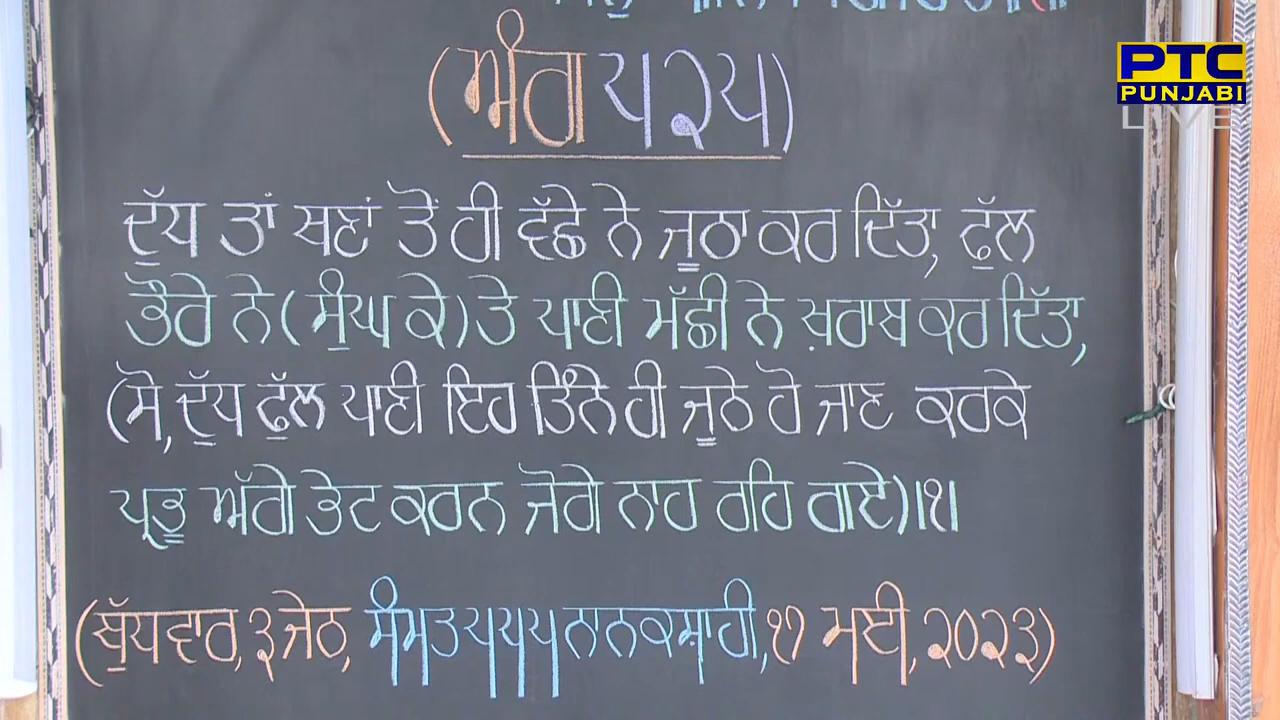 (ਅੰਗ ੫੨੫)
PTC
PUNJABI
LIVE
ਦੁੱਧ ਤਾਂ ਥਣਾਂ ਤੋਂ ਹੀ ਵੱਛੇ ਨੇ ਜੂਠਾ ਕਰ ਦਿੱਤਾ, ਫੁੱਲ
ਭੌਰੇ ਨੇ (ਸੁੰਘ ਕੇ) ਤੇ ਪਾਣੀ ਮੱਛੀ ਨੇ ਖ਼ਰਾਬ ਕਰ ਦਿੱਤਾ,
(ਸੋ, ਦੁੱਧ ਫੁੱਲ ਪਾਣੀ ਇਹ ਤਿੰਨੇ ਹੀ ਜੂਠੇ ਹੋ ਜਾਣ ਕਰਕੇ
ਪ੍ਰਭੂ ਅੱਗੇ ਭੇਟ ਕਰਨ ਜੋਗੇ ਨਾਹ ਰਹਿ ਗਏ)।੧।
(ਬੁੱਧਵਾਰ, ੩ ਜੇਠ, ਸੰਮਤ ੫੫੫ ਨਾਨਕਸ਼ਾਹੀ, ੧੭ ਮਈ, ੨੦੨੩)